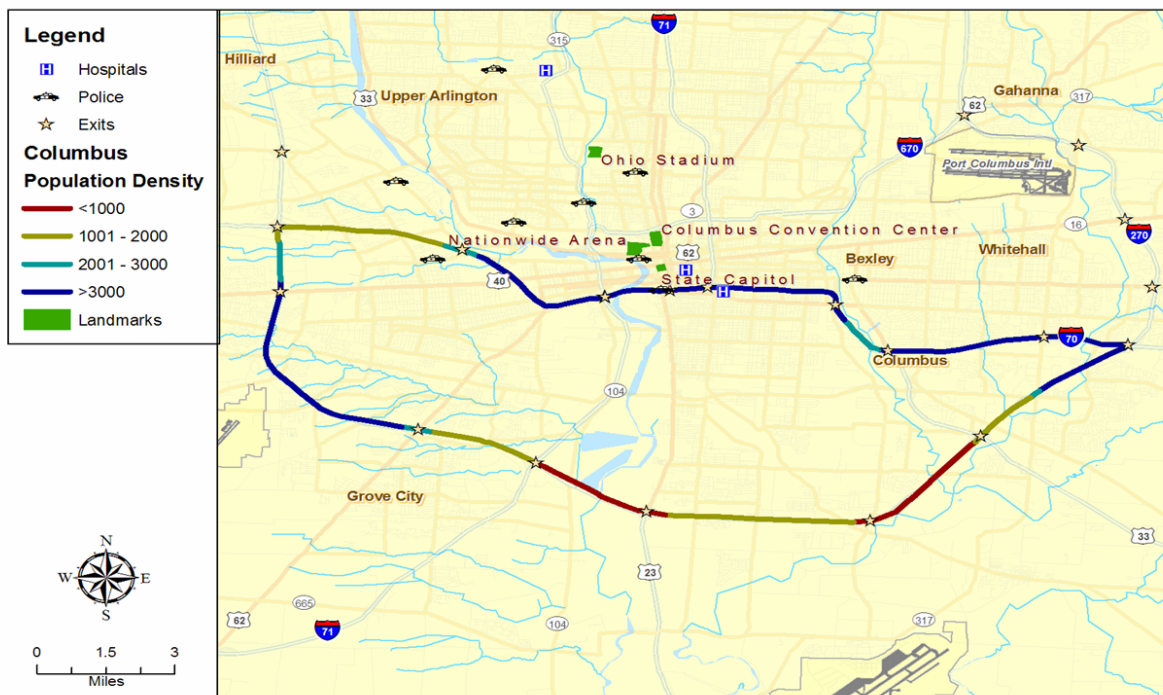 Legend
Hospitals
Police
Exits
Columbus
Population Density
<1000
1001 - 2000
2001 - 3000
>3000
Landmarks
N
W E
S
0 1.5 3
Miles
71
315
Hilliard
33
Upper Arlington
62
Gahanna
317
670
Port Columbus Intl
Ohio Stadium
3
16
Columbus Convention Center
270
Nationwide Arena
62
Whitehall
Bexley
40
State Capitol
70
Columbus
104
Grove City
33
23
665
62
71
104
317